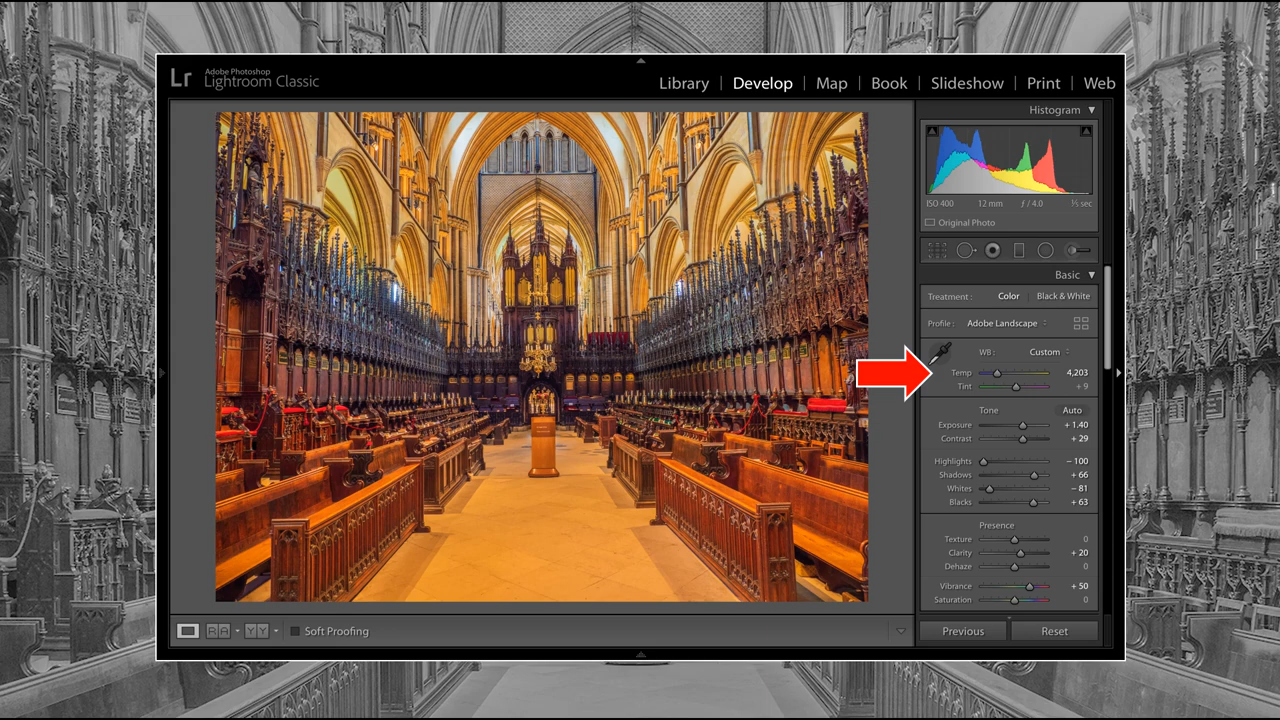 Lr
Adobe Photoshop
Lightroom Classic
Library | Develop | Map | Book | Slideshow | Print | Web
Histogram
ISO 400 12 mm ƒ / 4.0 ⅕ sec
Original Photo
Basic
Treatment : Color Black & White
Profile : Adobe Landscape
WB : Custom
Temp 4,203
Tint + 9
Tone Auto
Exposure + 1.40
Contrast + 29
Highlights – 100
Shadows + 66
Whites – 81
Blacks + 63
Presence
Texture 0
Clarity + 20
Dehaze 0
Vibrance + 50
Saturation 0
R A Y Y Soft Proofing
Previous Reset